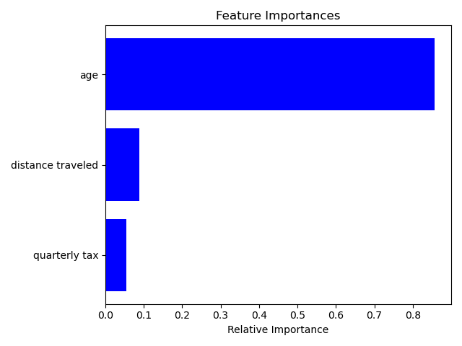 Feature Importances
age
distance traveled
quarterly tax
0.0 0.1 0.2 0.3 0.4 0.5 0.6 0.7 0.8
Relative Importance